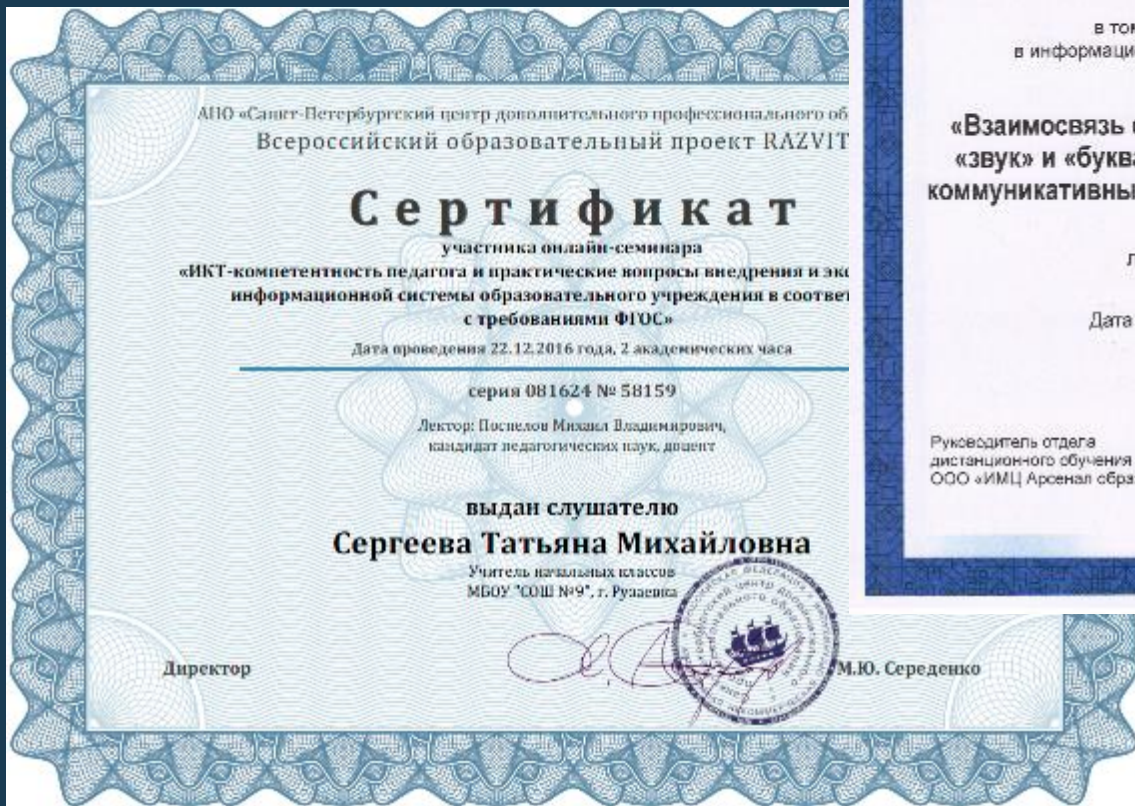 АНО «Санкт-Петербургский центр дополнительного профессионального об
Всероссийский образовательный проект RAZVIT
Сертификат
участника онлайн-семинара
«ИКТ-компетентность педагога и практические вопросы внедрения и экс
информационной системы образовательного учреждения в соответ
с требованиями ФГОС»
Дата проведения 22.12.2016 года, 2 академических часа
серия 081624 № 58159
Лектор: Поспелов Михаил Владимирович,
кандидат педагогических наук, доцент
выдан слушателю
Сергеева Татьяна Михайловна
Учитель начальных классов
МБОУ "СОШ №9", г. Рузаевка
Директор
М.Ю. Середенко
в том
в информаци
«Взаимосвязь
«звук» и «буква
коммуникативны
Дата
Руководитель отдела
дистанционного обучения
ООО «ИМЦ Арсенал обра